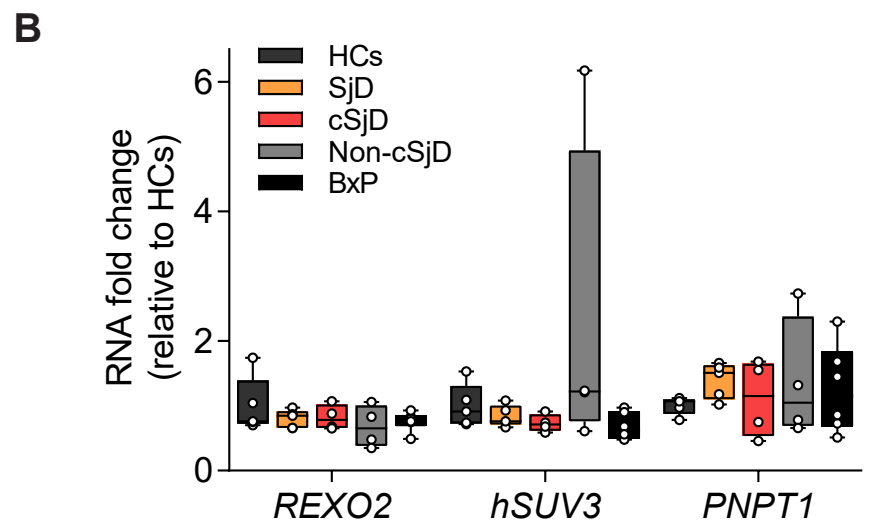 B
RNA fold change
(relative to HCs)
6
4
2
0
HCs
SjD
cSjD
Non-cSjD
BxP
REXO2
hSUV3
PNPT1